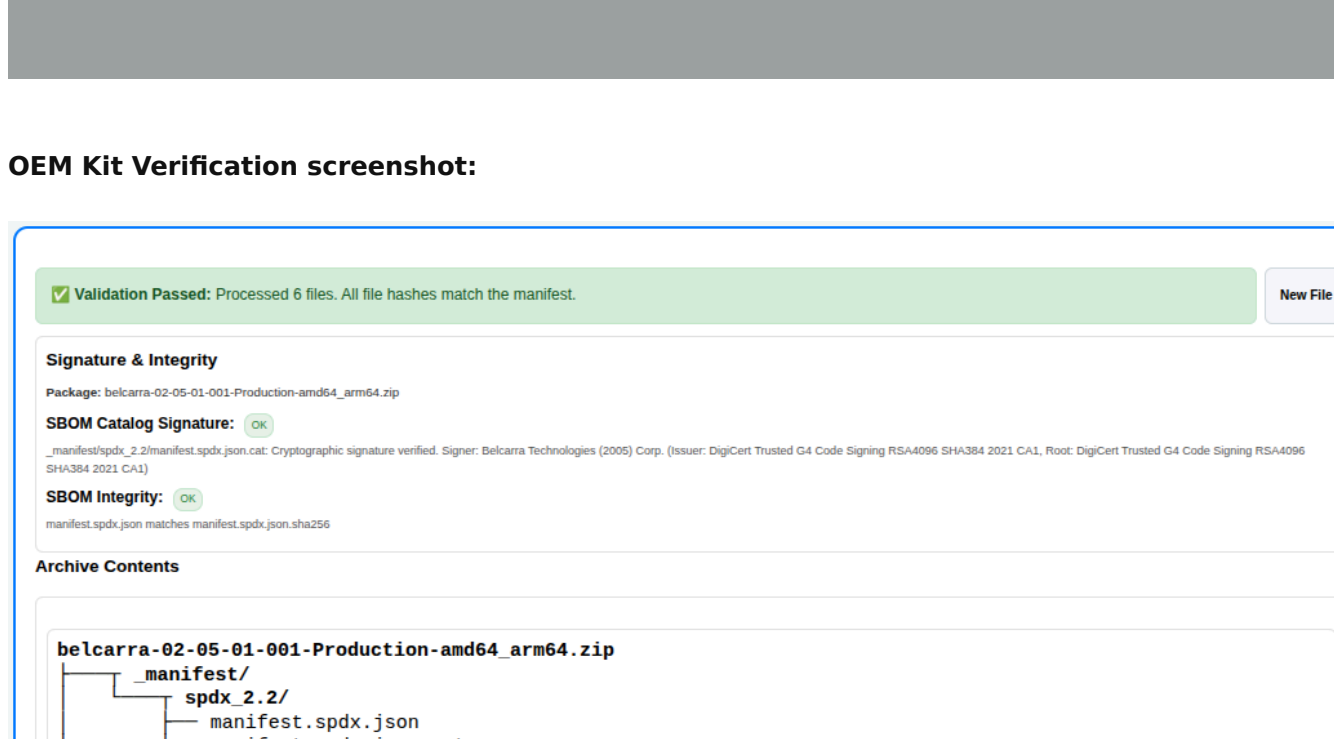 OEM Kit Verification screenshot:
✅ Validation Passed: Processed 6 files. All file hashes match the manifest.
New File
Signature & Integrity
Package: belcarra-02-05-01-001-Production-amd64_arm64.zip
SBOM Catalog Signature: OK
_manifest/spdx_2.2/manifest.spdx.json.cat: Cryptographic signature verified. Signer: Belcarra Technologies (2005) Corp. (Issuer: DigiCert Trusted G4 Code Signing RSA4096 SHA384 2021 CA1, Root: DigiCert Trusted G4 Code Signing RSA4096
SHA384 2021 CA1)
SBOM Integrity: OK
manifest.spdx.json matches manifest.spdx.json.sha256
Archive Contents
belcarra-02-05-01-001-Production-amd64_arm64.zip
_manifest/
spdx_2.2/
manifest.spdx.json